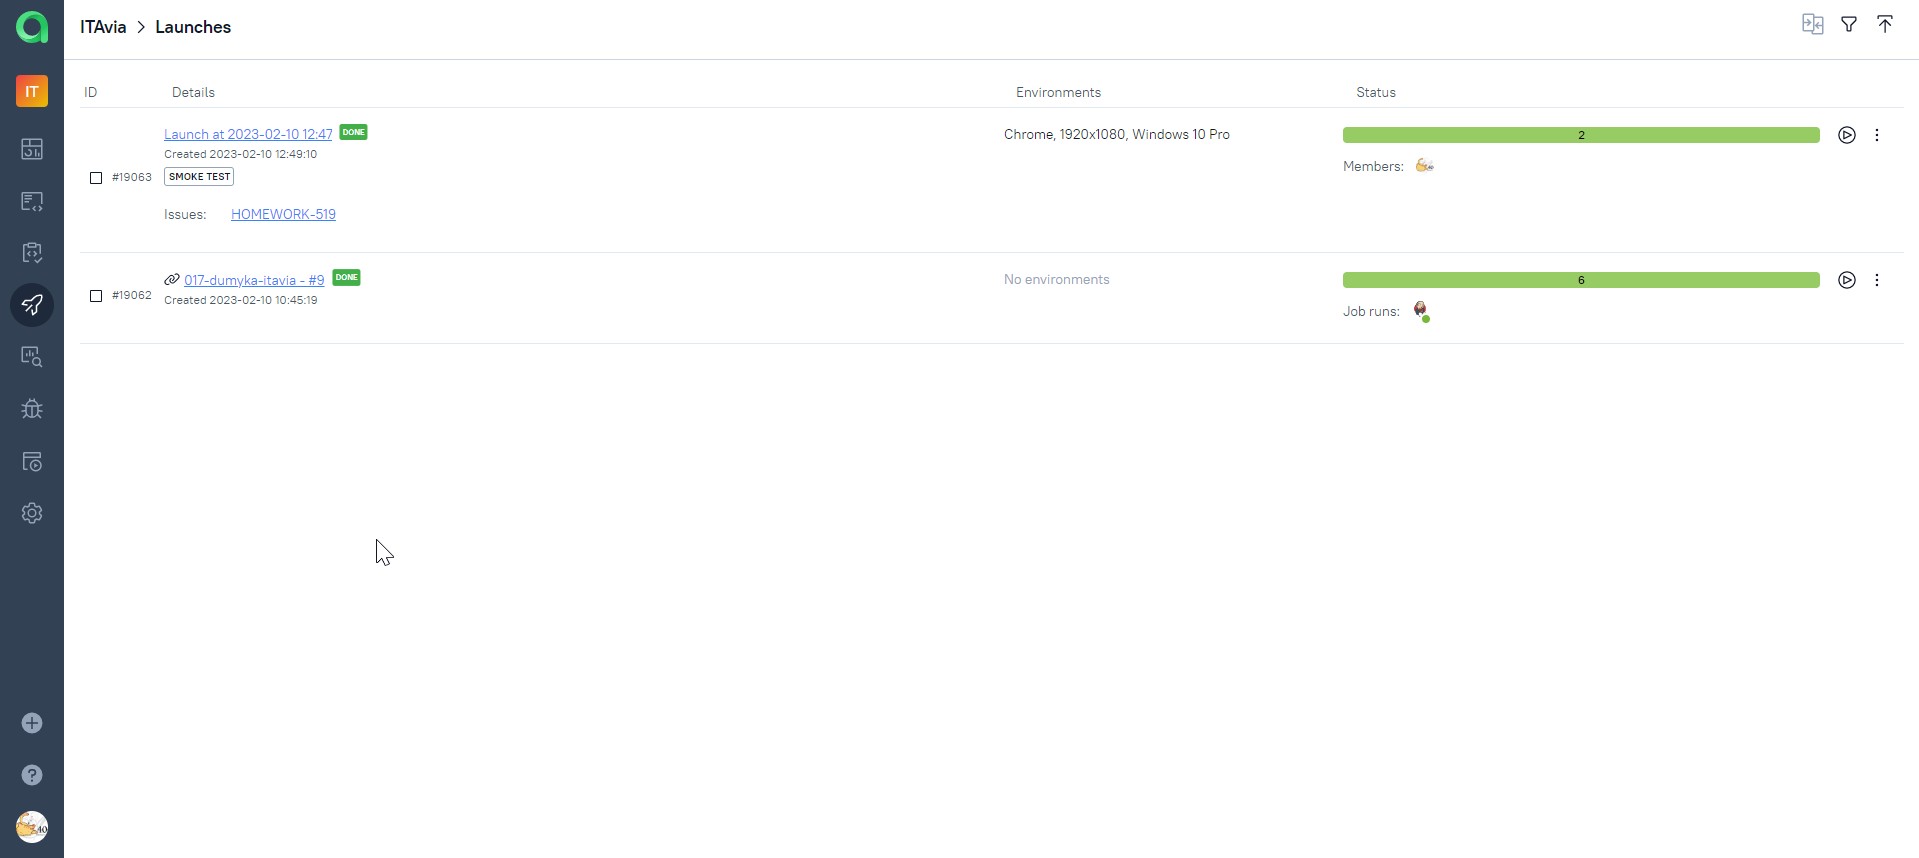 ITAvia > Launches
IT
ID Details Environments Status
Launch at 2023-02-10 12:47 DONE Chrome, 1920x1080, Windows 10 Pro 2
Created 2023-02-10 12:49:10 Members:
#19063 SMOKE TEST
Issues: HOMEWORK-519
017-dumyka-itavia - #9 DONE No environments 6
#19062 Created 2023-02-10 10:45:19 Job runs:
40